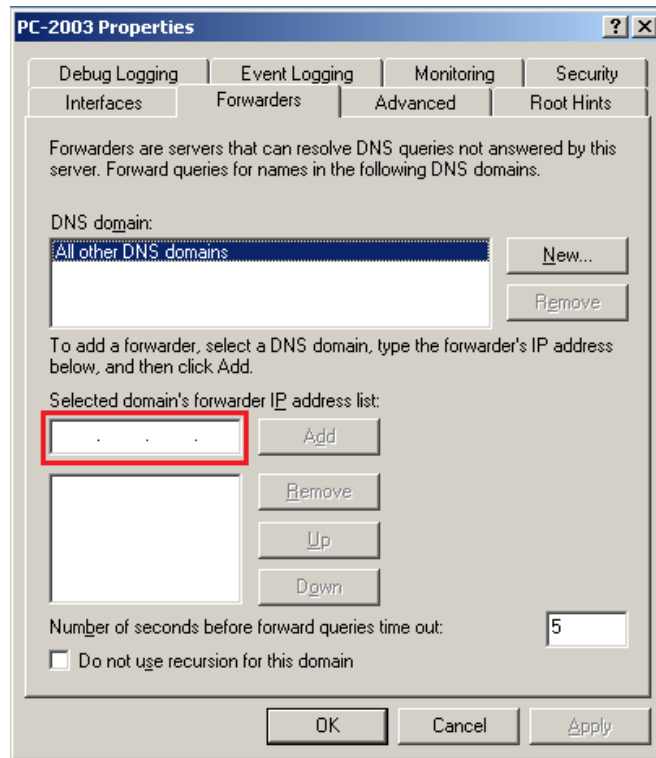 PC-2003 Properties
Debug Logging Event Logging Monitoring Security
Interfaces Forwarders Advanced Root Hints
Forwarders are servers that can resolve DNS queries not answered by this
server. Forward queries for names in the following DNS domains.
DNS domain:
All other DNS domains
New...
Remove
To add a forwarder, select a DNS domain, type the forwarder's IP address
below, and then click Add.
Selected domain's forwarder IP address list:
. . . Add
Remove
Up
Down
Number of seconds before forward queries time out: 5
Do not use recursion for this domain
OK Cancel Apply